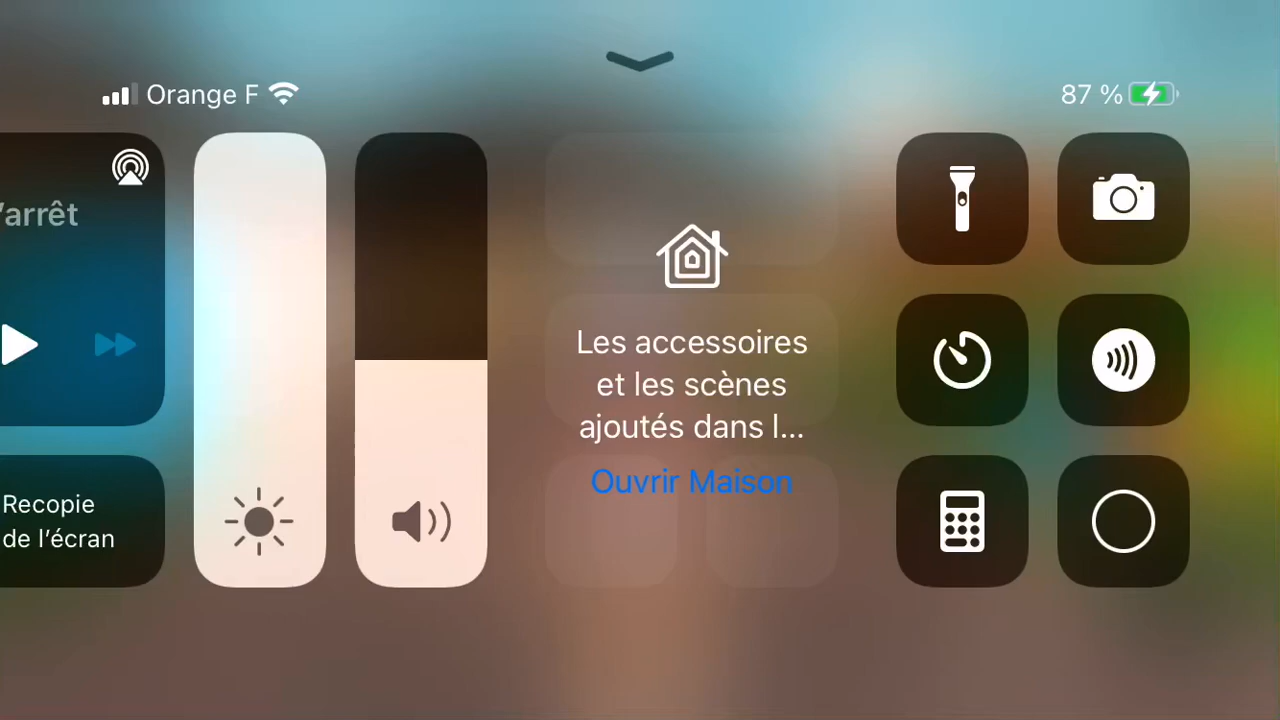 Orange F
87 %
’arrêt
Recopie
de l’écran
Les accessoires
et les scènes
ajoutés dans l...
Ouvrir Maison